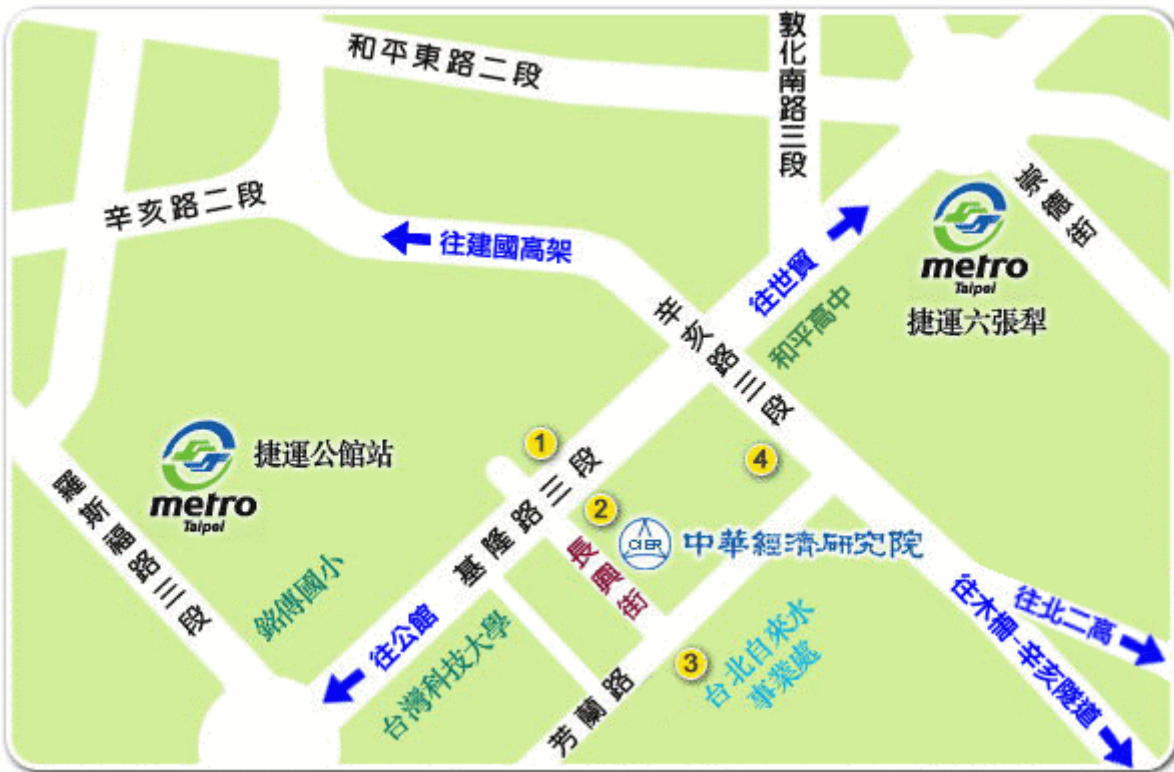 和平東路二段
敦化南路三段
辛亥路二段
往建國高架
往世貿
崇德街
metro
Taipei
捷運六張犁
辛亥路三段
和平高中
1
捷運公館站
metro
Taipei
4
羅斯福路三段
基隆路三段
2
CIER
中華經濟研究院
長興街
銘傳國小
往公館
台灣科技大學
3
台北自來水
事業處
芳蘭路
往北二高
往木柵-辛亥隧道